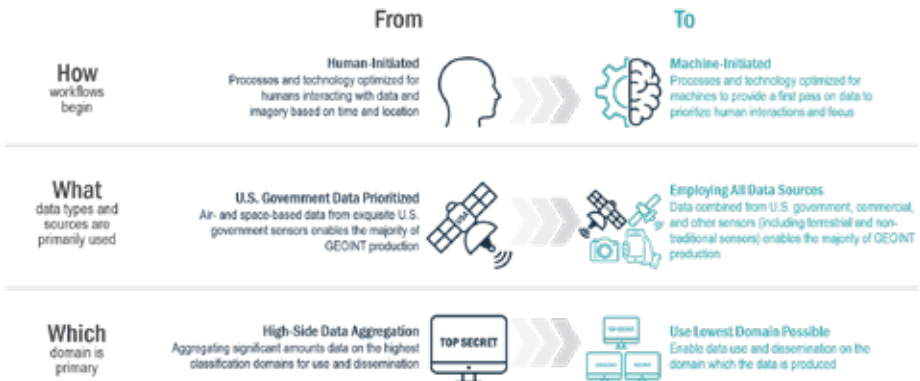 From
To
How
workflows
begin
Human-Initiated
Processes and technology optimized for
humans interacting with data and
imagery based on time and location
Machine-Initiated
Processes and technology optimized for
machines to provide a first pass on data to
prioritize human interactions and focus
What
data types and
sources are
primarily used
U.S. Government Data Prioritized
Air- and space-based data from exquisite U.S.
government sensors enables the majority of
GEOINT production
USA
Employing All Data Sources
Data combined from U.S. government, commercial,
and other sensors (including terrestrial and non-
traditional sensors) enables the majority of GEOINT
production
Which
domain is
primary
High-Side Data Aggregation
Aggregating significant amounts data on the highest
classification domains for use and dissemination
TOP SECRET
TOP SECRET
SECRET
Use Lowest Domain Possible
Enable data use and dissemination on the
domain which the data is produced